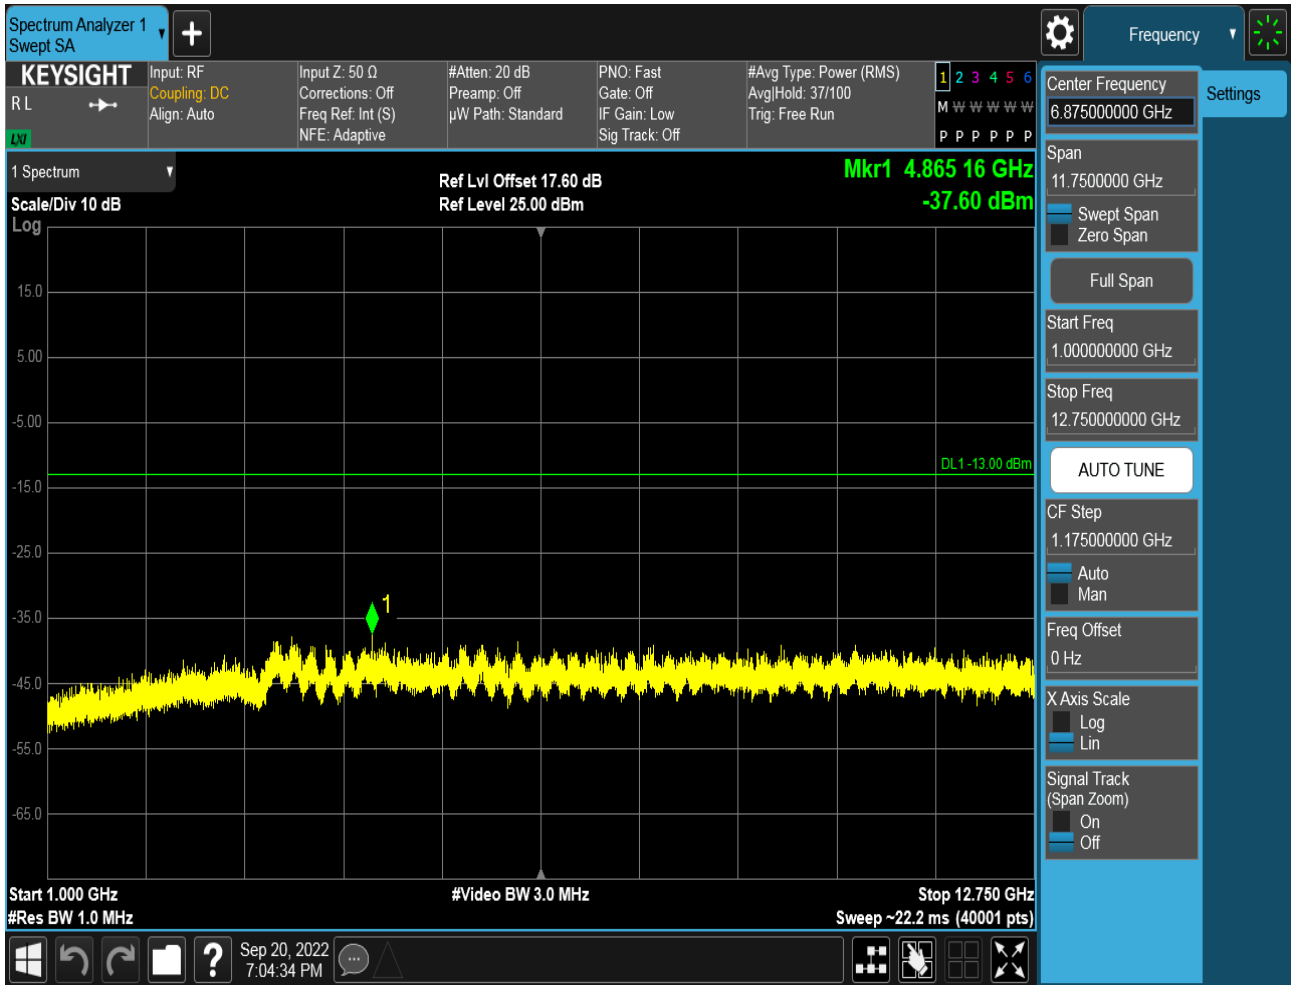 Spectrum Analyzer 1
Swept SA
Frequency
KEYSIGHT
R L
LXI
Input: RF
Coupling: DC
Align: Auto
Input Z: 50 Ω
Corrections: Off
Freq Ref: Int (S)
NFE: Adaptive
#Atten: 20 dB
Preamp: Off
µW Path: Standard
PNO: Fast
Gate: Off
IF Gain: Low
Sig Track: Off
#Avg Type: Power (RMS)
Avg|Hold: 37/100
Trig: Free Run
1 2 3 4 5 6
M W W W W W
P P P P P P
1 Spectrum
Scale/Div 10 dB
Log
Ref Lvl Offset 17.60 dB
Ref Level 25.00 dBm
Mkr1 4.865 16 GHz
-37.60 dBm
15.0
5.00
-5.00
-15.0
-25.0
-35.0
-45.0
-55.0
-65.0
DL1 -13.00 dBm
1
Start 1.000 GHz
#Res BW 1.0 MHz
#Video BW 3.0 MHz
Stop 12.750 GHz
Sweep ~22.2 ms (40001 pts)
Center Frequency
6.875000000 GHz
Settings
Span
11.7500000 GHz
Swept Span
Zero Span
Full Span
Start Freq
1.000000000 GHz
Stop Freq
12.750000000 GHz
AUTO TUNE
CF Step
1.175000000 GHz
Auto
Man
Freq Offset
0 Hz
X Axis Scale
Log
Lin
Signal Track
(Span Zoom)
On
Off
?
Sep 20, 2022
7:04:34 PM